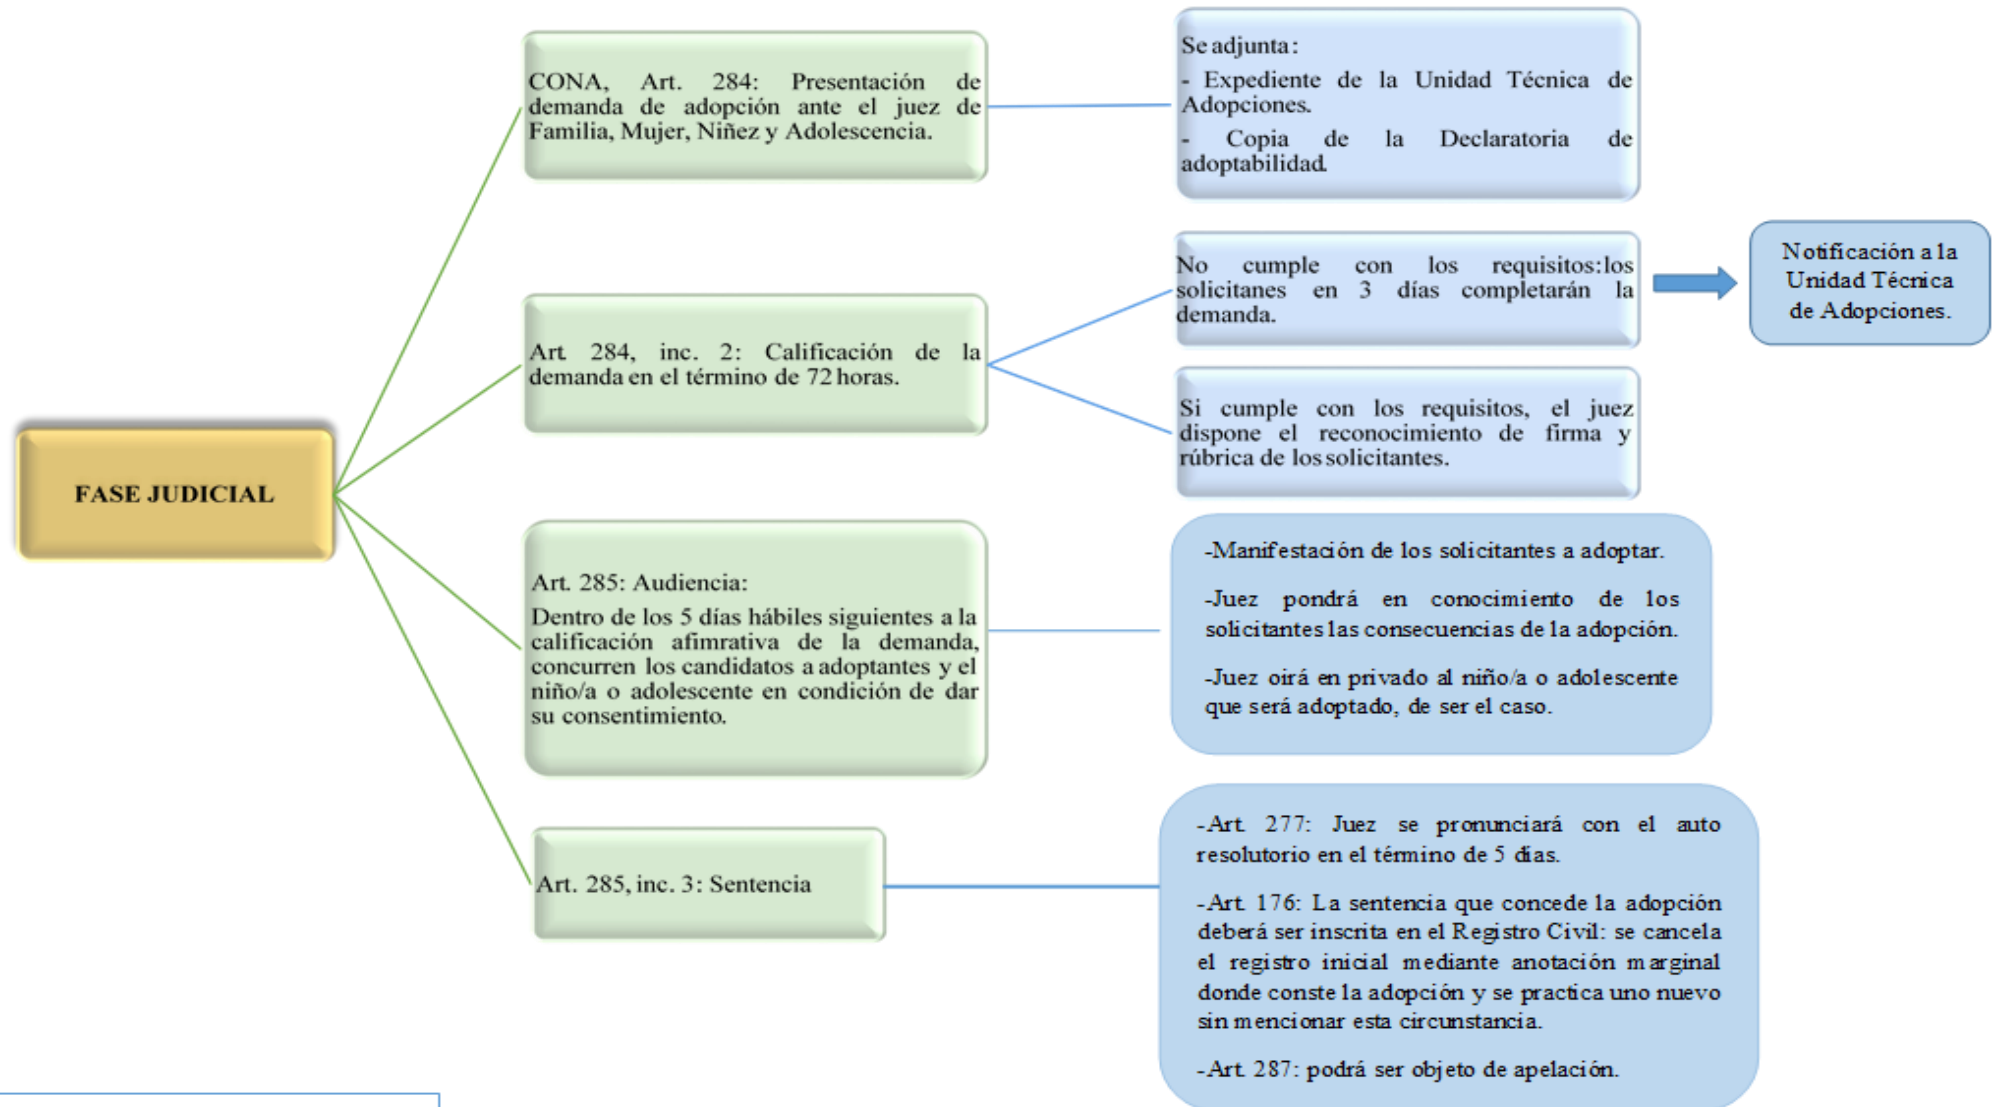 FASE JUDICIAL
CONA, Art. 284: Presentación de
demanda de adopción ante el juez de
Familia, Mujer, Niñez y Adolescencia.
Se adjunta:
- Expediente de la Unidad Técnica de
Adopciones.
- Copia de la Declaratoria de
adoptabilidad.
Art. 284, inc. 2: Calificación de la
demanda en el término de 72 horas.
No cumple con los requisitos:los
solicitanes en 3 días completarán la
demanda.
Notificación a la
Unidad Técnica
de Adopciones.
Si cumple con los requisitos, el juez
dispone el reconocimiento de firma y
rúbrica de los solicitantes.
Art. 285: Audiencia:
Dentro de los 5 días hábiles siguientes a la
calificación afimrativa de la demanda,
concurren los candidatos a adoptantes y el
niño/a o adolescente en condición de dar
su consentimiento.
-Manifestación de los solicitantes a adoptar.
-Juez pondrá en conocimiento de los
solicitantes las consecuencias de la adopción.
-Juez oirá en privado al niño/a o adolescente
que será adoptado, de ser el caso.
Art. 285, inc. 3: Sentencia
-Art. 277: Juez se pronunciará con el auto
resolutorio en el término de 5 días.
-Art. 176: La sentencia que concede la adopción
deberá ser inscrita en el Registro Civil: se cancela
el registro inicial mediante anotación marginal
donde conste la adopción y se practica uno nuevo
sin mencionar esta circunstancia.
-Art. 287: podrá ser objeto de apelación.